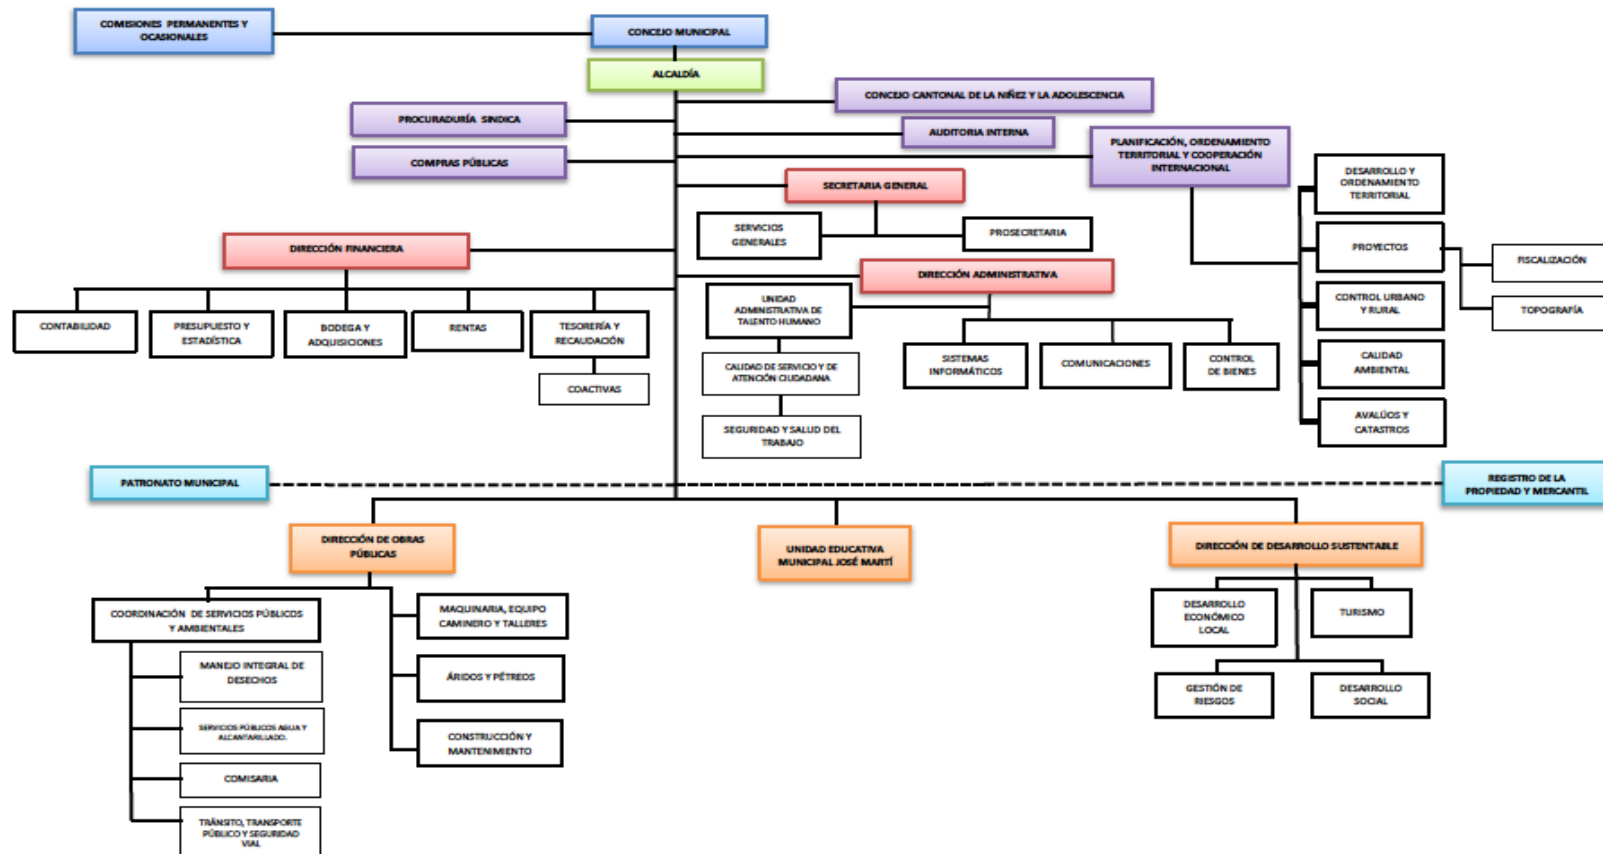 COMISIONES PERMANENTES Y
OCASIONALES
CONCEJO MUNICIPAL
ALCALDÍA
CONCEJO CANTONAL DE LA NIÑEZ Y LA ADOLESCENCIA
PROCURADURÍA SINDICA
AUDITORIA INTERNA
COMPRAS PÚBLICAS
PLANIFICACIÓN, ORDENAMIENTO
TERRITORIAL Y COOPERACIÓN
INTERNACIONAL
DESARROLLO Y
ORDENAMIENTO
TERRITORIAL
SECRETARIA GENERAL
SERVICIOS
GENERALES
PROSECRETARIA
PROYECTOS
FISCALIZACIÓN
TOPOGRAFÍA
DIRECCIÓN FINANCIERA
DIRECCIÓN ADMINISTRATIVA
CONTROL URBANO
Y RURAL
CONTABILIDAD
PRESUPUESTO Y
ESTADÍSTICA
BODEGA Y
ADQUISICIONES
RENTAS
TESORERÍA Y
RECAUDACIÓN
COACTIVAS
UNIDAD
ADMINISTRATIVA DE
TALENTO HUMANO
CALIDAD DE SERVICIO Y DE
ATENCIÓN CIUDADANA
SEGURIDAD Y SALUD DEL
TRABAJO
SISTEMAS
INFORMÁTICOS
COMUNICACIONES
CONTROL
DE BIENES
CALIDAD
AMBIENTAL
AVALÚOS Y
CATASTROS
PATRONATO MUNICIPAL
REGISTRO DE LA
PROPIEDAD Y MERCANTIL
DIRECCIÓN DE OBRAS
PÚBLICAS
UNIDAD EDUCATIVA
MUNICIPAL JOSÉ MARTÍ
DIRECCIÓN DE DESARROLLO SUSTENTABLE
COORDINACIÓN DE SERVICIOS PÚBLICOS
Y AMBIENTALES
MANEJO INTEGRAL DE
DESECHOS
SERVICIOS PÚBLICOS AGUA Y
ALCANTARILLADO.
COMISARIA
TRÁNSITO, TRANSPORTE
PÚBLICO Y SEGURIDAD
VIAL
MAQUINARIA, EQUIPO
CAMINERO Y TALLERES
ÁRIDOS Y PÉTREOS
CONSTRUCCIÓN Y
MANTENIMIENTO
DESARROLLO
ECONÓMICO
LOCAL
TURISMO
GESTIÓN DE
RIESGOS
DESARROLLO
SOCIAL